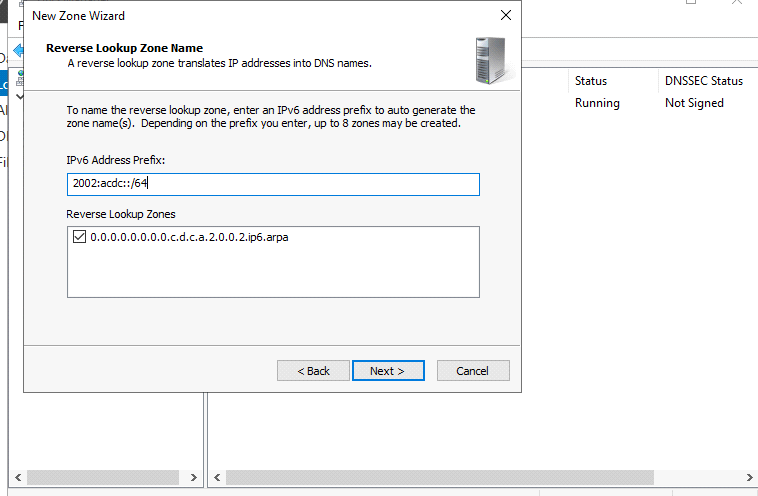 New Zone Wizard
Reverse Lookup Zone Name
A reverse lookup zone translates IP addresses into DNS names.
To name the reverse lookup zone, enter an IPv6 address prefix to auto generate the
zone name(s). Depending on the prefix you enter, up to 8 zones may be created.
IPv6 Address Prefix:
2002:acdc::/64
Reverse Lookup Zones
0.0.0.0.0.0.0.0.c.d.c.a.2.0.0.2.ip6.arpa
< Back
Next >
Cancel
Status
DNSSEC Status
Running
Not Signed